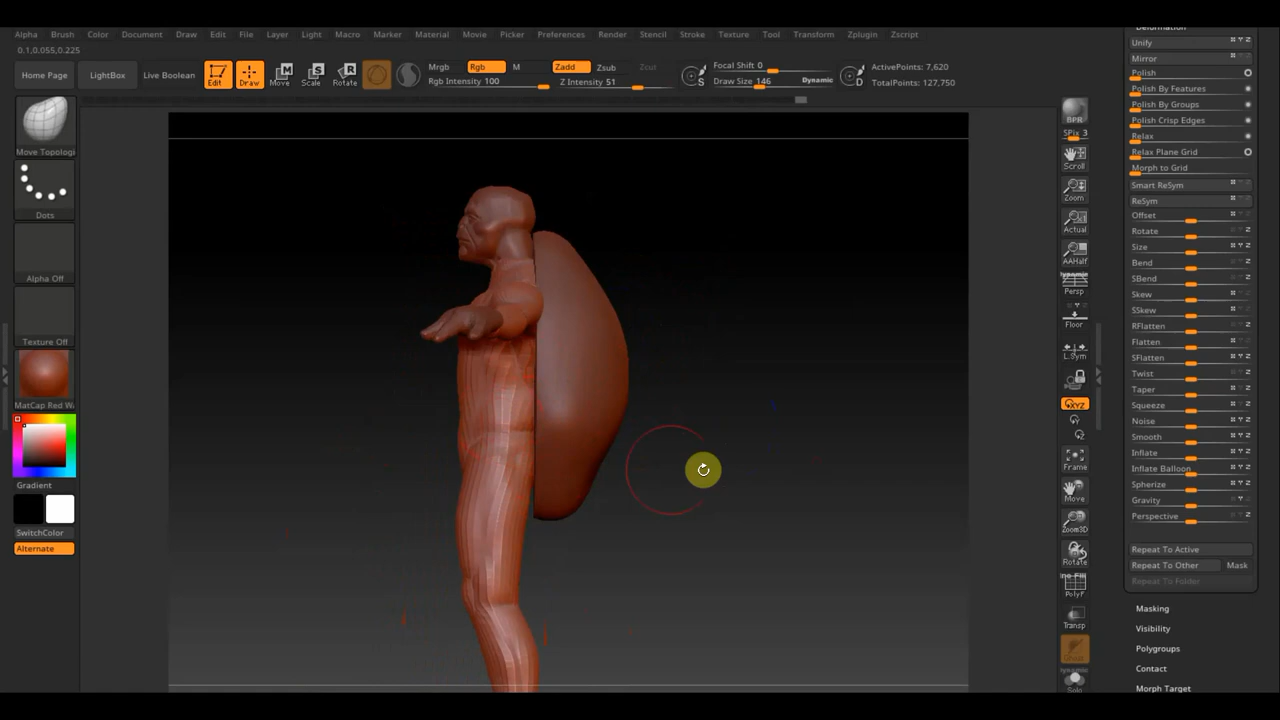 Alpha Brush Color Document Draw Edit File Layer Light Macro Marker Material Movie Picker Preferences Render Stencil Stroke Texture Tool Transform Zplugin Zscript
0.1,0.055,0.225
Home Page LightBox Live Boolean Edit Draw Move Scale Rotate
Mrgb Rgb M Zadd Zsub Zcut Focal Shift 0 ActivePoints: 7,620
Rgb Intensity 100 Z Intensity 51 Draw Size 146 Dynamic TotalPoints: 127,750
S
D
Move Topologi
Dots
Alpha Off
Texture Off
MatCap Red Wa
Gradient
SwitchColor
Alternate
BPR
SPix 3
Scroll
Zoom
Actual
AAHalf
Dynamic
Persp
Floor
L.Sym
XYZ
Y
Z
Frame
Move
Zoom3D
Rotate
PolyF
Transp
Ghost
Dynamic
Solo
Deformation
Unify
Mirror
Polish
Polish By Features
Polish By Groups
Polish Crisp Edges
Relax
Relax Plane Grid
Morph to Grid
Smart ReSym
ReSym
Offset
Rotate
Size
Bend
SBend
Skew
SSkew
RFlatten
Flatten
SFlatten
Twist
Taper
Squeeze
Noise
Smooth
Inflate
Inflate Balloon
Spherize
Gravity
Perspective
Repeat To Active
Repeat To Other Mask
Repeat To Folder
Masking
Visibility
Polygroups
Contact
Morph Target